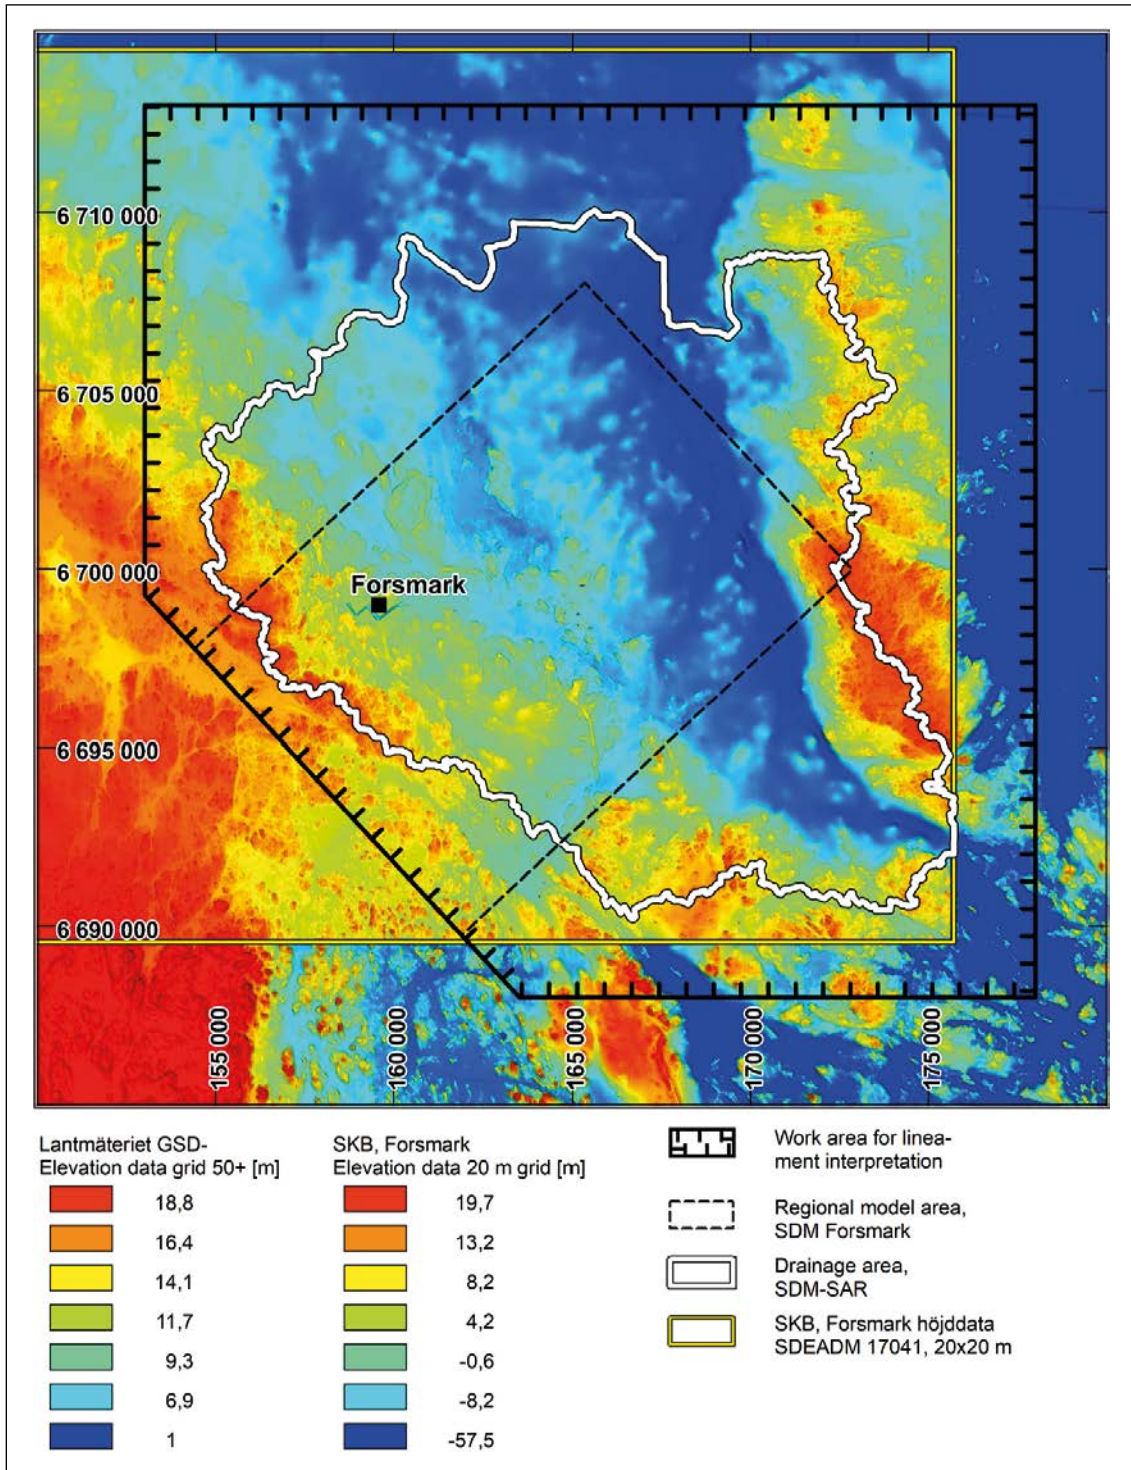 6 710 000
6 705 000
6 700 000
Forsmark
6 695 000
6 690 000
155 000
160 000
165 000
170 000
175 000
Lantmäteriet GSD-
Elevation data grid 50+ [m]
18,8
16,4
14,1
11,7
9,3
6,9
1
SKB, Forsmark
Elevation data 20 m grid [m]
19,7
13,2
8,2
4,2
-0,6
-8,2
-57,5
Work area for linea-
ment interpretation
Regional model area,
SDM Forsmark
Drainage area,
SDM-SAR
SKB, Forsmark höjddata
SDEADM 17041, 20x20 m